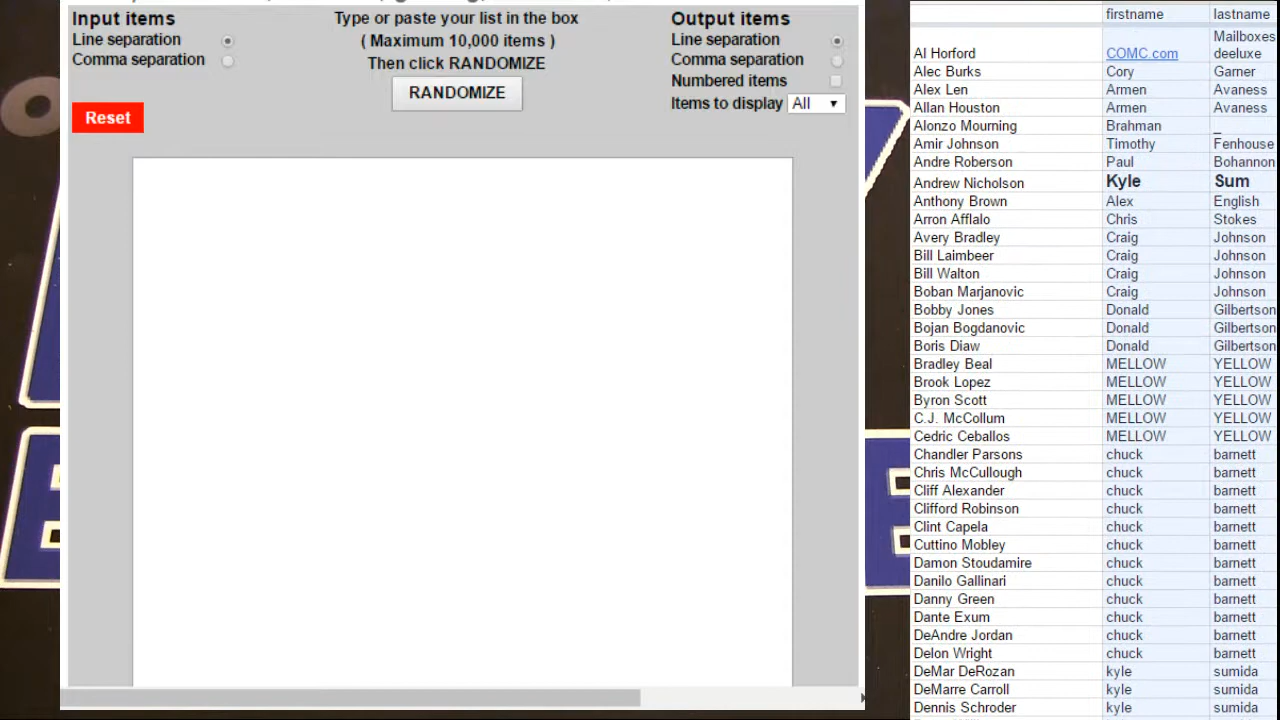 Input items
Line separation
Comma separation
Reset
Type or paste your list in the box
( Maximum 10,000 items )
Then click RANDOMIZE
RANDOMIZE
Output items
Line separation
Comma separation
Numbered items
Items to display All
firstname lastname
Al Horford COMC.com Mailboxes
deeluxe
Alec Burks Cory Garner
Alex Len Armen Avaness
Allan Houston Armen Avaness
Alonzo Mourning Brahman _
Amir Johnson Timothy Fenhouse
Andre Roberson Paul Bohannon
Andrew Nicholson Kyle Sum
Anthony Brown Alex English
Arron Afflalo Chris Stokes
Avery Bradley Craig Johnson
Bill Laimbeer Craig Johnson
Bill Walton Craig Johnson
Boban Marjanovic Craig Johnson
Bobby Jones Donald Gilbertson
Bojan Bogdanovic Donald Gilbertson
Boris Diaw Donald Gilbertson
Bradley Beal MELLOW YELLOW
Brook Lopez MELLOW YELLOW
Byron Scott MELLOW YELLOW
C.J. McCollum MELLOW YELLOW
Cedric Ceballos MELLOW YELLOW
Chandler Parsons chuck barnett
Chris McCullough chuck barnett
Cliff Alexander chuck barnett
Clifford Robinson chuck barnett
Clint Capela chuck barnett
Cuttino Mobley chuck barnett
Damon Stoudamire chuck barnett
Danilo Gallinari chuck barnett
Danny Green chuck barnett
Dante Exum chuck barnett
DeAndre Jordan chuck barnett
Delon Wright chuck barnett
DeMar DeRozan kyle sumida
DeMarre Carroll kyle sumida
Dennis Schroder kyle sumida